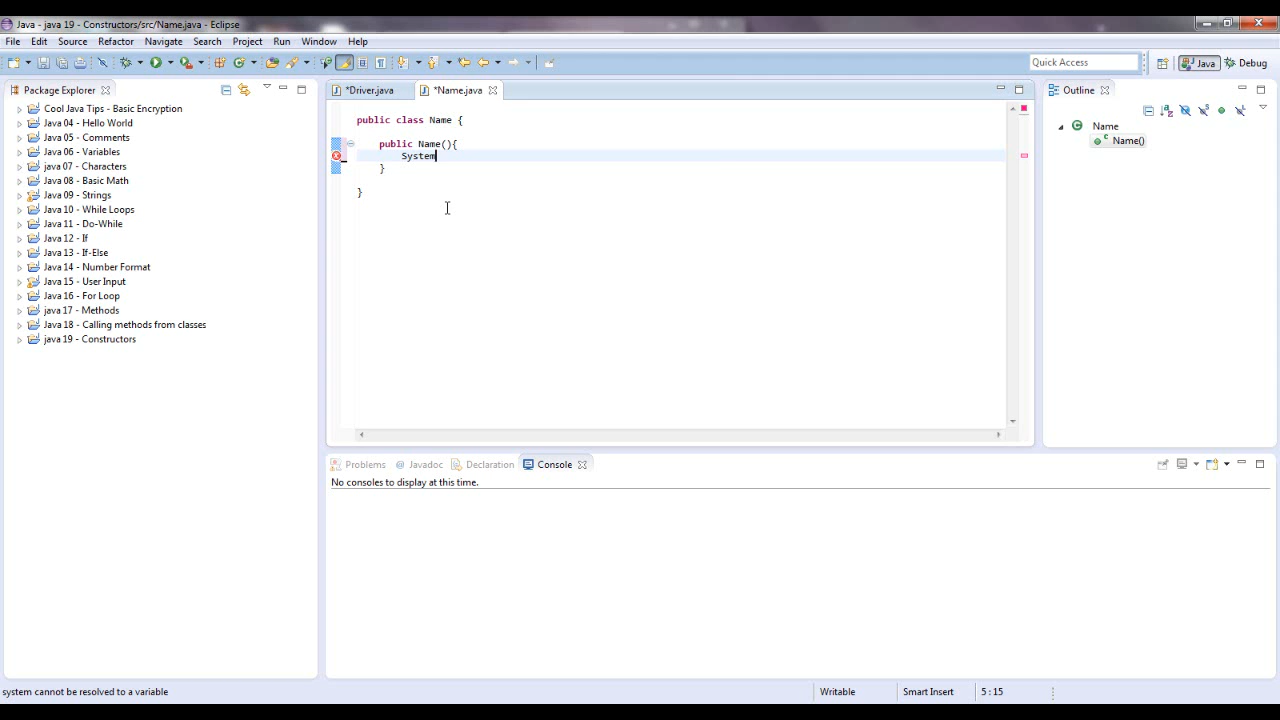 Java - java 19 - Constructors/src/Name.java - Eclipse
File Edit Source Refactor Navigate Search Project Run Window Help
Quick Access Java Debug
Package Explorer
Cool Java Tips - Basic Encryption
Java 04 - Hello World
Java 05 - Comments
Java 06 - Variables
java 07 - Characters
Java 08 - Basic Math
Java 09 - Strings
Java 10 - While Loops
Java 11 - Do-While
Java 12 - If
Java 13 - If-Else
Java 14 - Number Format
Java 15 - User Input
Java 16 - For Loop
java 17 - Methods
Java 18 - Calling methods from classes
java 19 - Constructors
*Driver.java *Name.java
public class Name {
public Name(){
System
}
}
Outline
Name
Name()
Problems Javadoc Declaration Console
No consoles to display at this time.
system cannot be resolved to a variable Writable Smart Insert 5 : 15